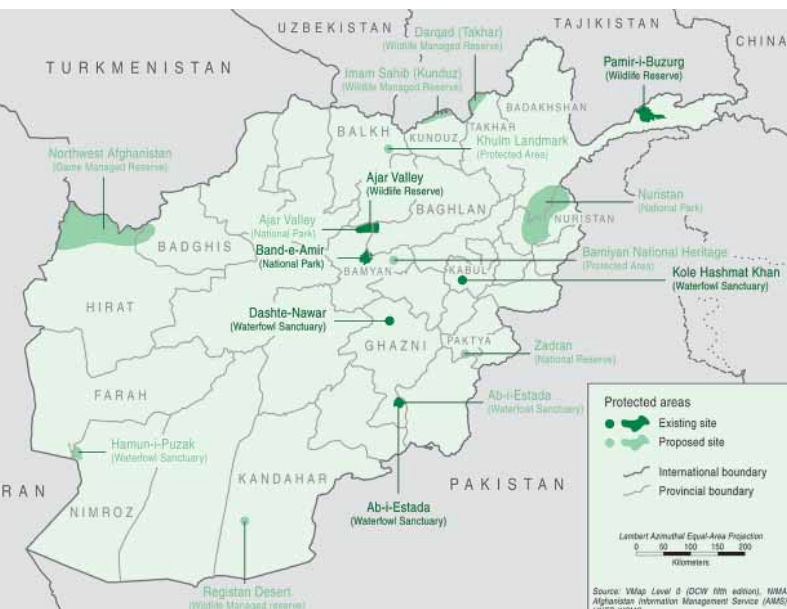 UZBEKISTAN
TAJIKISTAN
CHINA
TURKMENISTAN
Darqad (Takhar)
(Wildlife Managed Reserve)
Pamir-i-Buzurg
(Wildlife Reserve)
Imam Sahib (Kunduz)
(Wildlife Managed Reserve)
BADAKHSHAN
BALKH
KUNDUZ
TAKHAR
Khulm Landmark
(Protected Area)
Northwest Afghanistan
(Game Managed Reserve)
Ajar Valley
(Wildlife Reserve)
BAGHLAN
Nuristan
(National Park)
NURISTAN
Ajar Valley
(National Park)
BADGHIS
Band-e-Amir
(National Park)
BAMYAN
Bamiyan National Heritage
(Protected Area)
KABUL
Kole Hashmat Khan
(Waterfowl Sanctuary)
HIRAT
Dashte-Nawar
(Waterfowl Sanctuary)
GHAZNI
PAKTYA
Zadran
(National Reserve)
FARAH
Ab-i-Estada
(Waterfowl Sanctuary)
Hamun-i-Puzak
(Waterfowl Sanctuary)
KANDAHAR
PAKISTAN
RAN
NIMROZ
Ab-i-Estada
(Waterfowl Sanctuary)
Registan Desert
(Wildlife Managed reserve)
Protected areas
Existing site
Proposed site
International boundary
Provincial boundary
Lambert Azimuthal Equal-Area Projection
0 50 100 150 200
Kilometers
Source: VMap Level 0 (DCW fifth edition), NIMA
Afghanistan Information Management Service (AIMS)